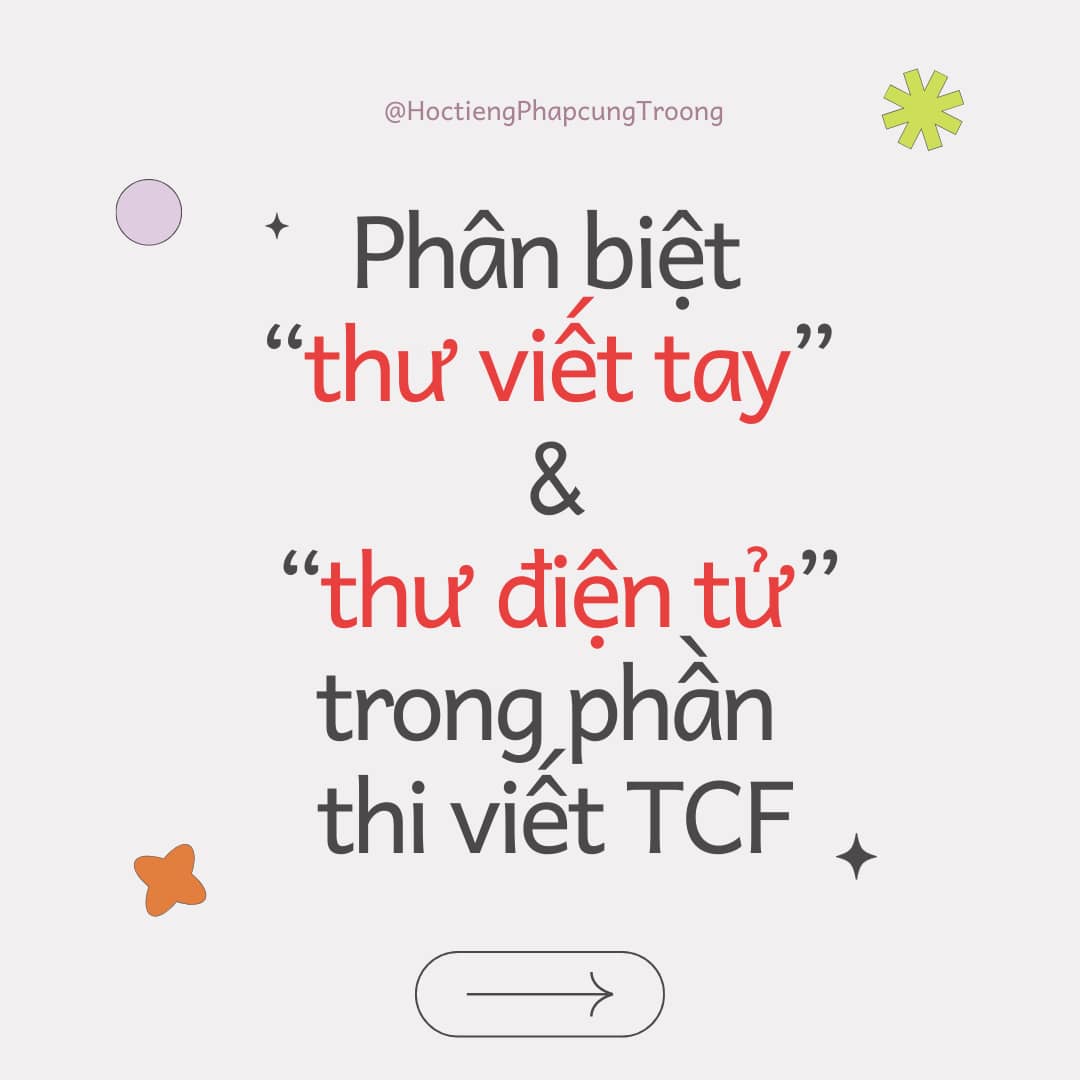 @HoctiengPhapcungTroong
Phân biệt
“thư viết tay”
&
“thư điện tử”
trong phần
thi viết TCF